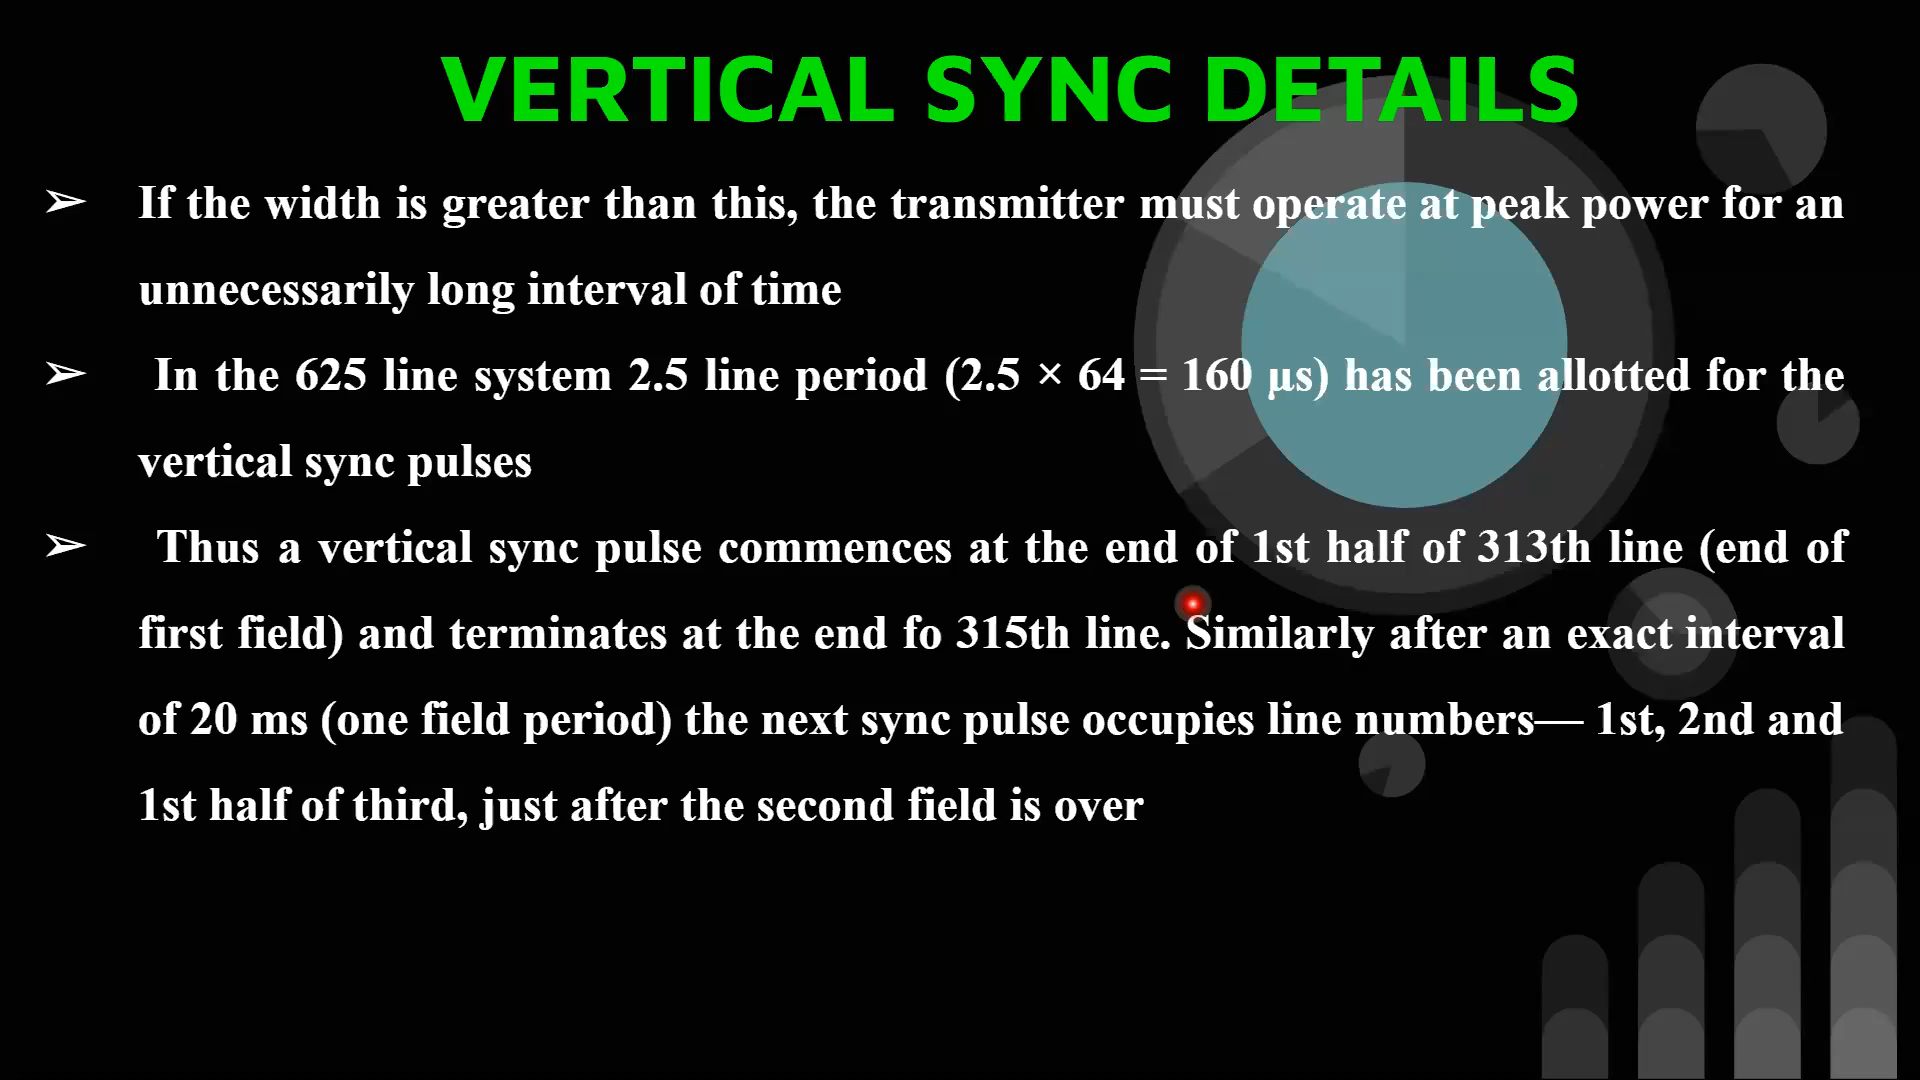 VERTICAL SYNC DETAILS
➢ If the width is greater than this, the transmitter must operate at peak power for an
unnecessarily long interval of time
➢ In the 625 line system 2.5 line period (2.5 × 64 = 160 μs) has been allotted for the
vertical sync pulses
➢ Thus a vertical sync pulse commences at the end of 1st half of 313th line (end of
first field) and terminates at the end fo 315th line. Similarly after an exact interval
of 20 ms (one field period) the next sync pulse occupies line numbers— 1st, 2nd and
1st half of third, just after the second field is over